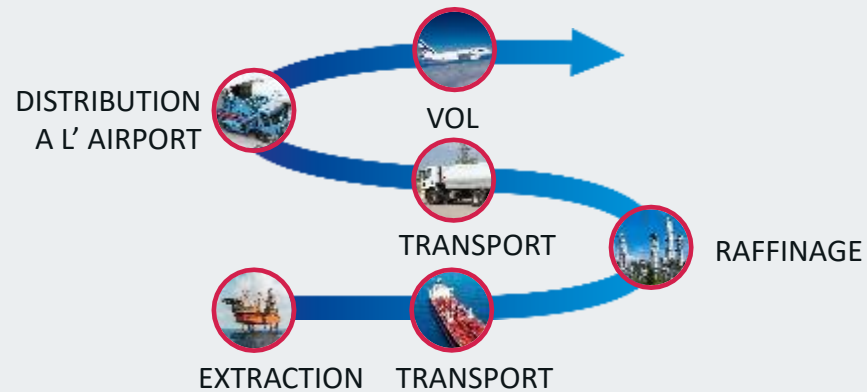 DISTRIBUTION
A L’ AIRPORT
VOL
TRANSPORT
RAFFINAGE
EXTRACTION
TRANSPORT